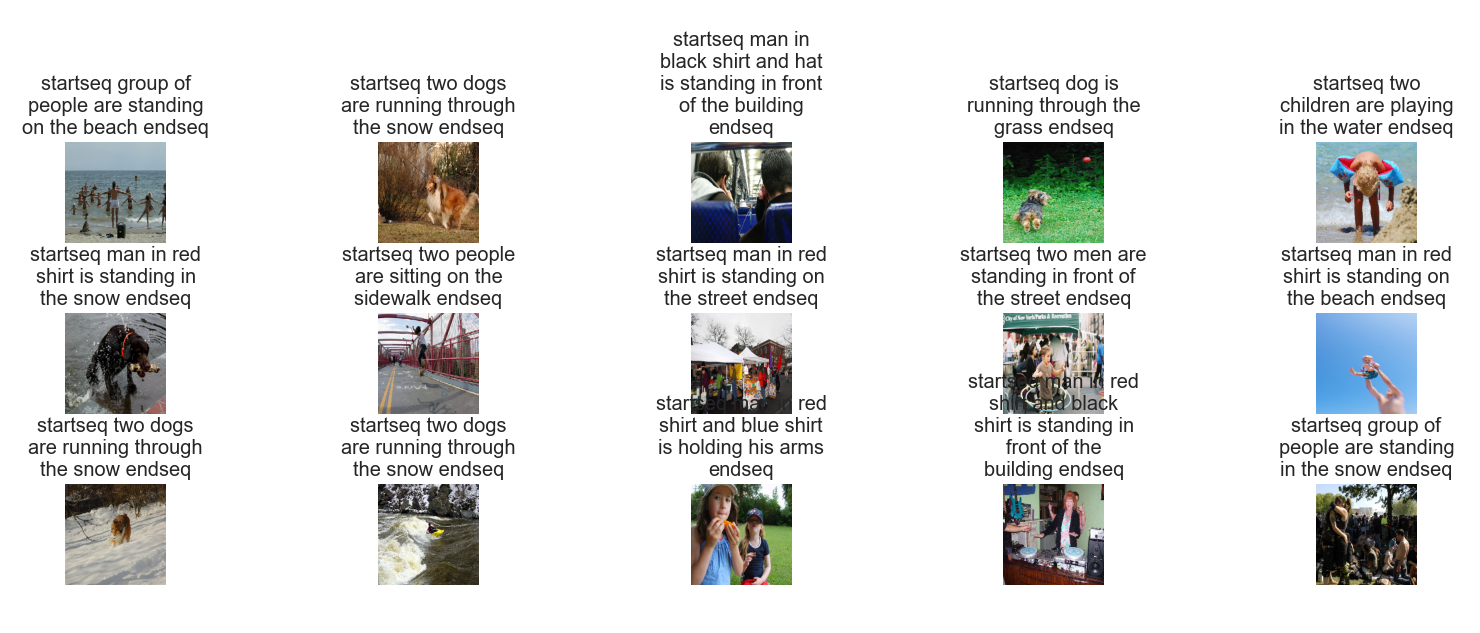 startseq group of
people are standing
on the beach endseq
startseq two dogs
are running through
the snow endseq
startseq man in
black shirt and hat
is standing in front
of the building
endseq
startseq dog is
running through the
grass endseq
startseq two
children are playing
in the water endseq
startseq man in red
shirt is standing in
the snow endseq
startseq two people
are sitting on the
sidewalk endseq
startseq man in red
shirt is standing on
the street endseq
startseq two men are
standing in front of
the street endseq
startseq man in red
shirt is standing on
the beach endseq
City of New York/Parks & Recreation
startseq two dogs
are running through
the snow endseq
startseq two dogs
are running through
the snow endseq
startseq man in red
shirt and blue shirt
is holding his arms
endseq
startseq man in red
shirt and black
shirt is standing in
front of the
building endseq
startseq group of
people are standing
in the snow endseq